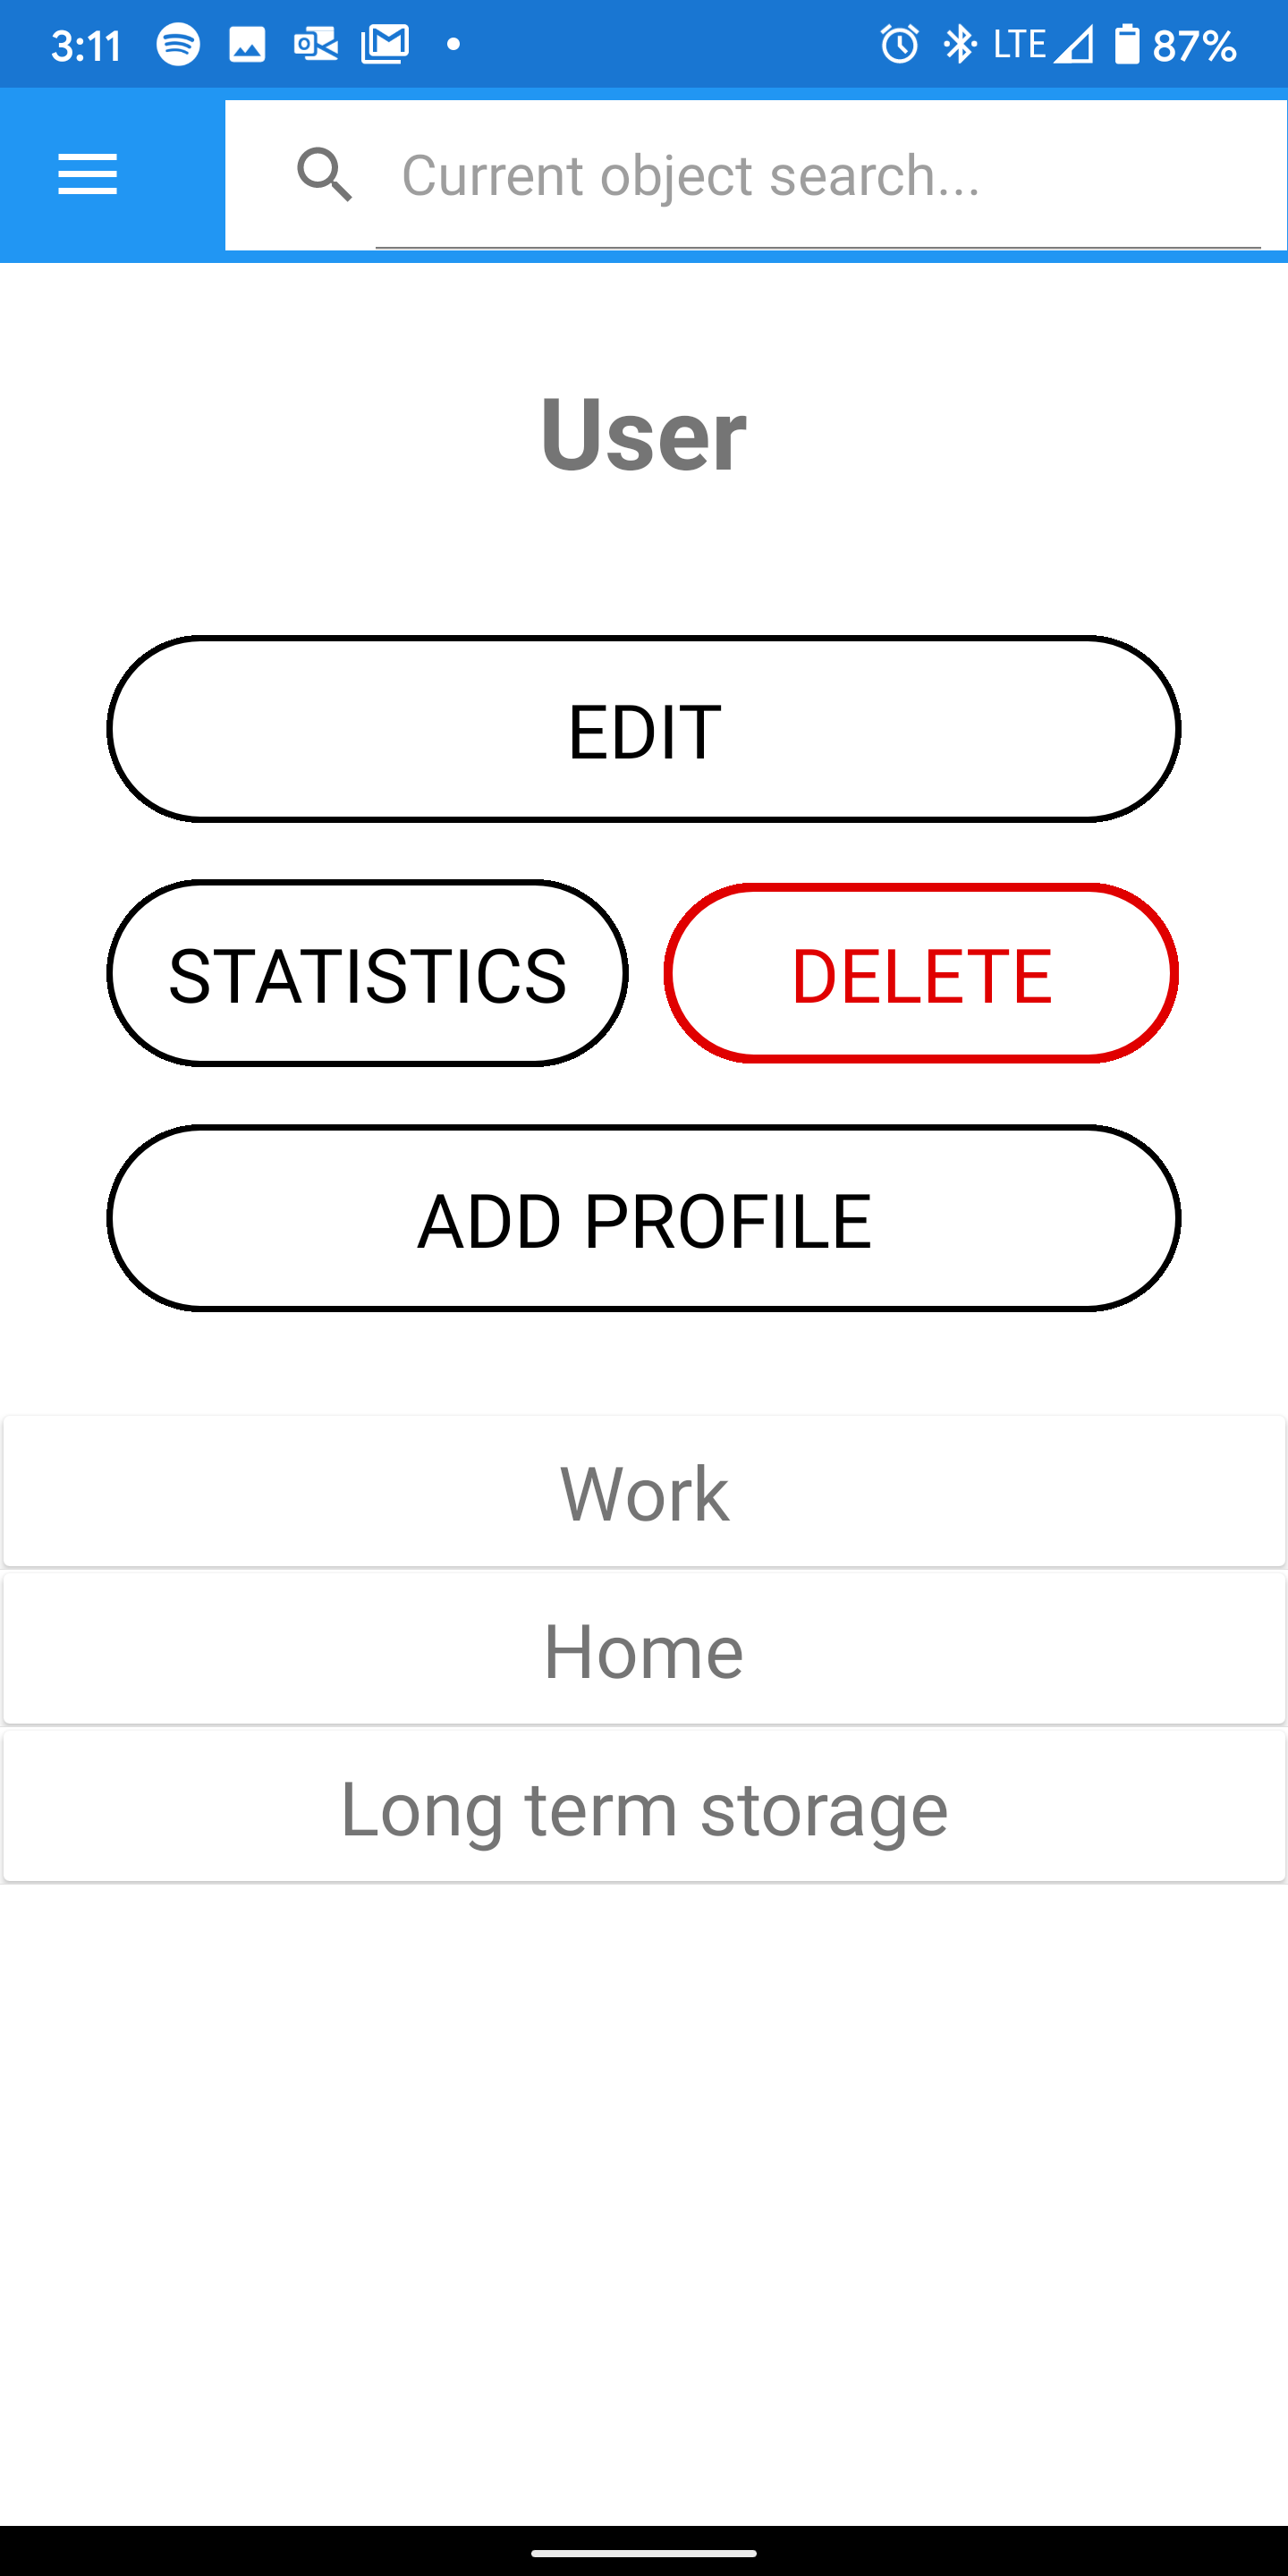 3:11 LTE 87%
Current object search...
User
EDIT
STATISTICS DELETE
ADD PROFILE
Work
Home
Long term storage